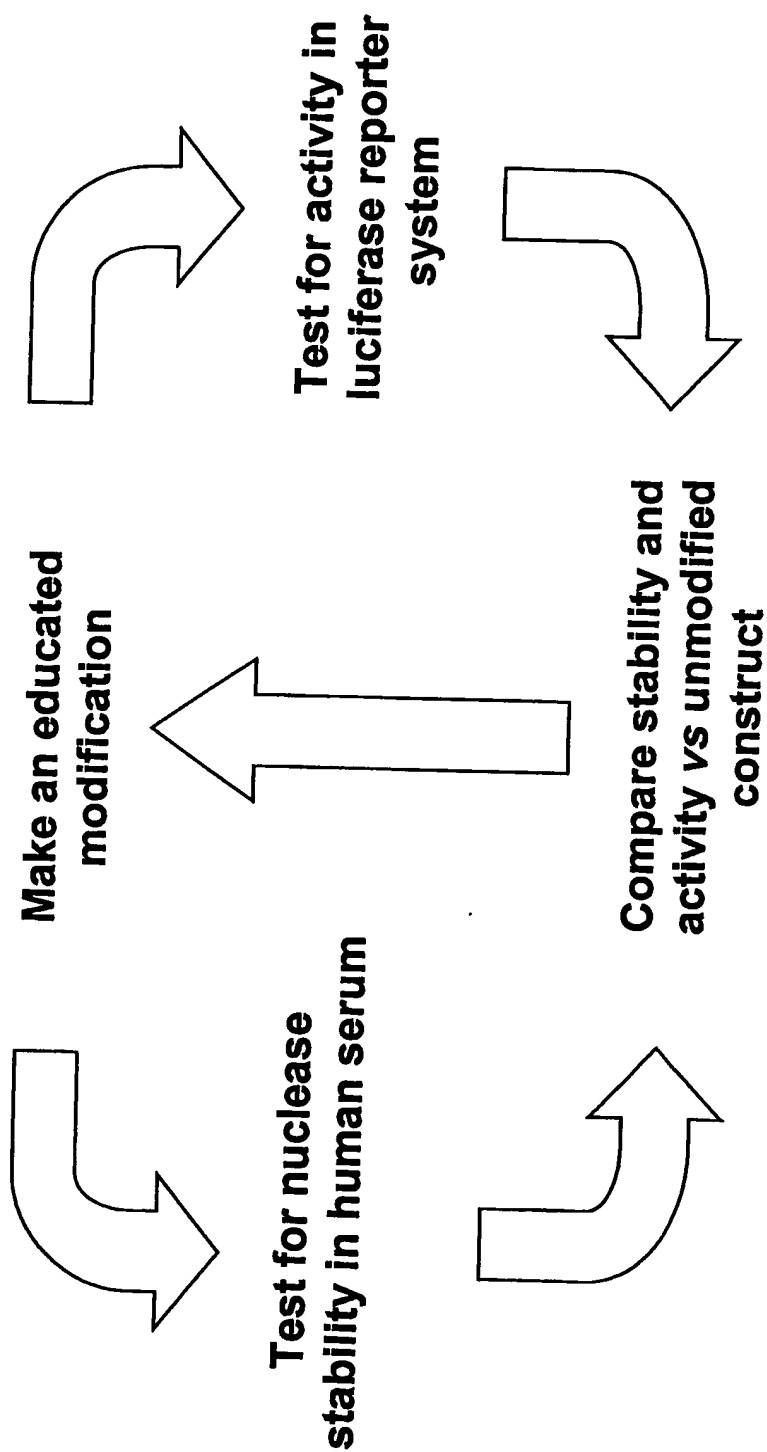 Make an educated
modification
Test for activity in
luciferase reporter
system
Compare stability and
activity vs unmodified
construct
Test for nuclease
stability in human serum